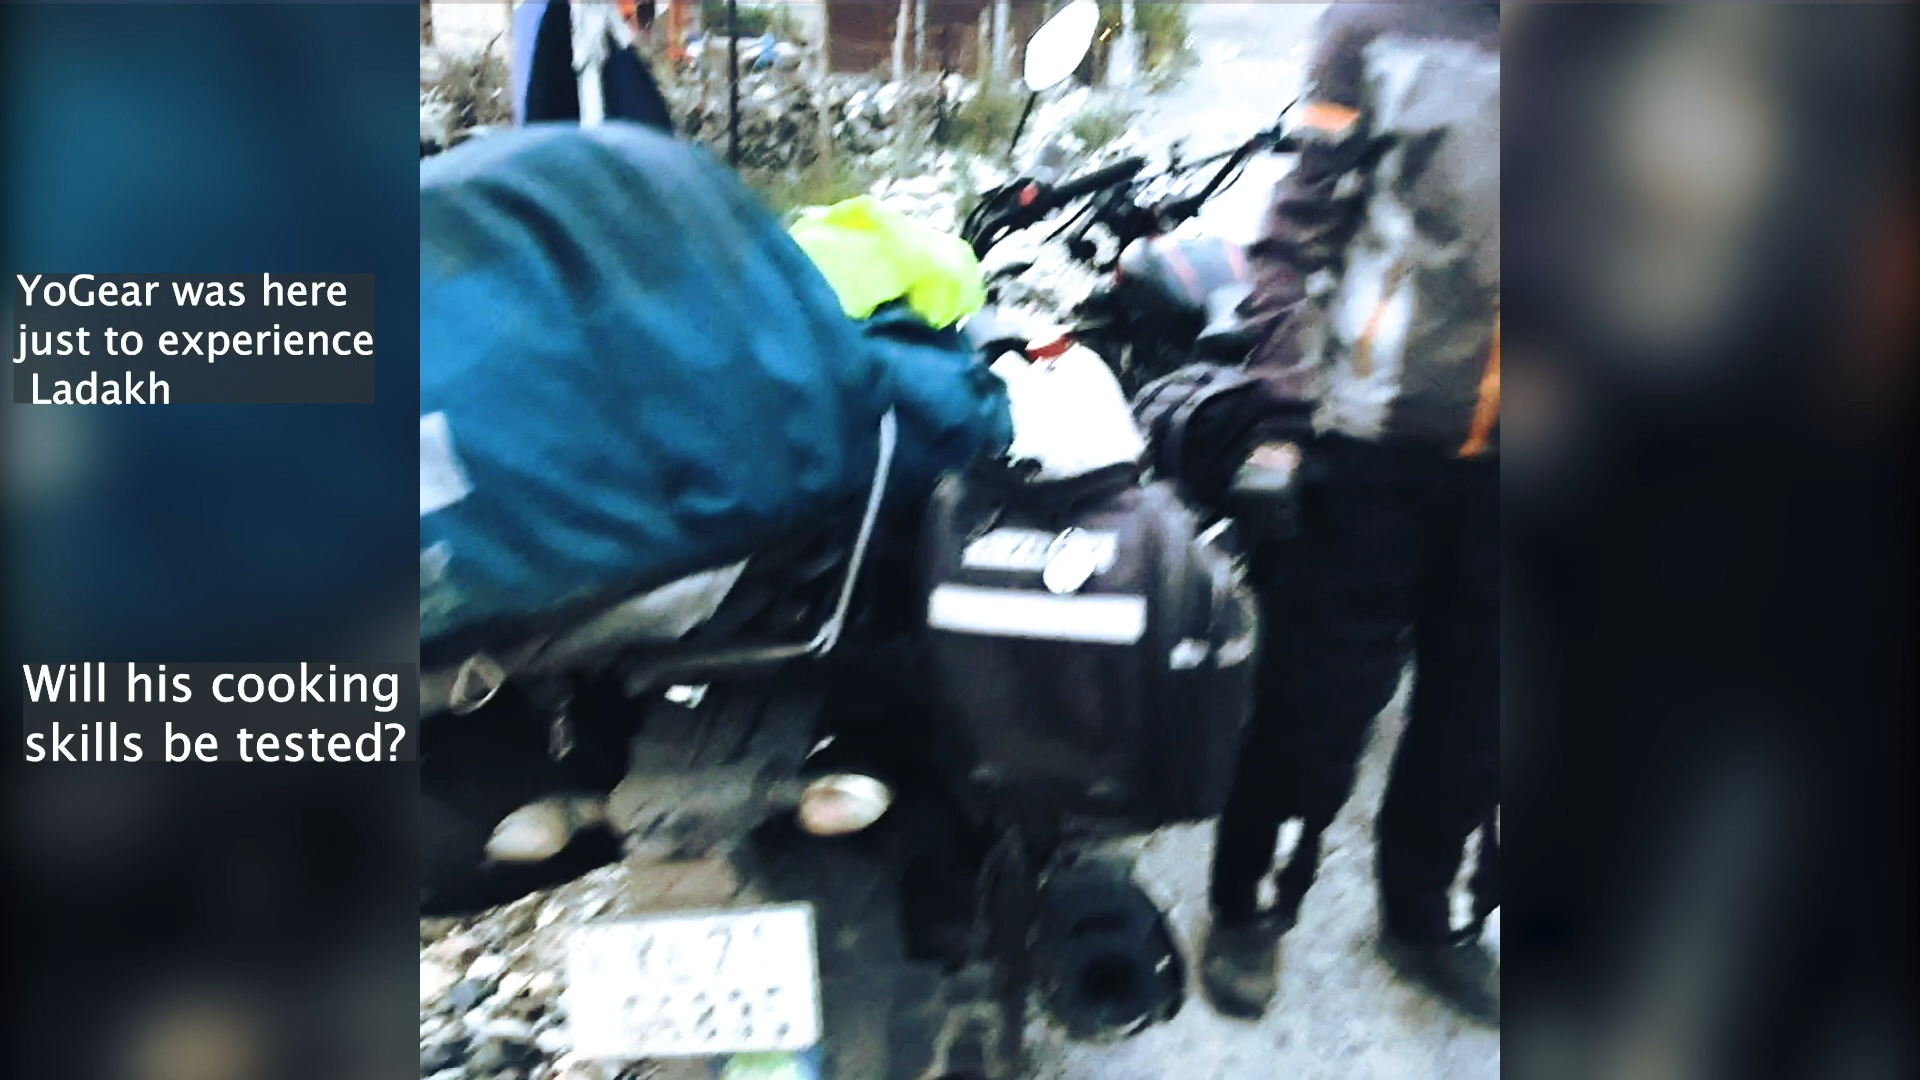 YoGear was here
just to experience
Ladakh
Will his cooking
skills be tested?